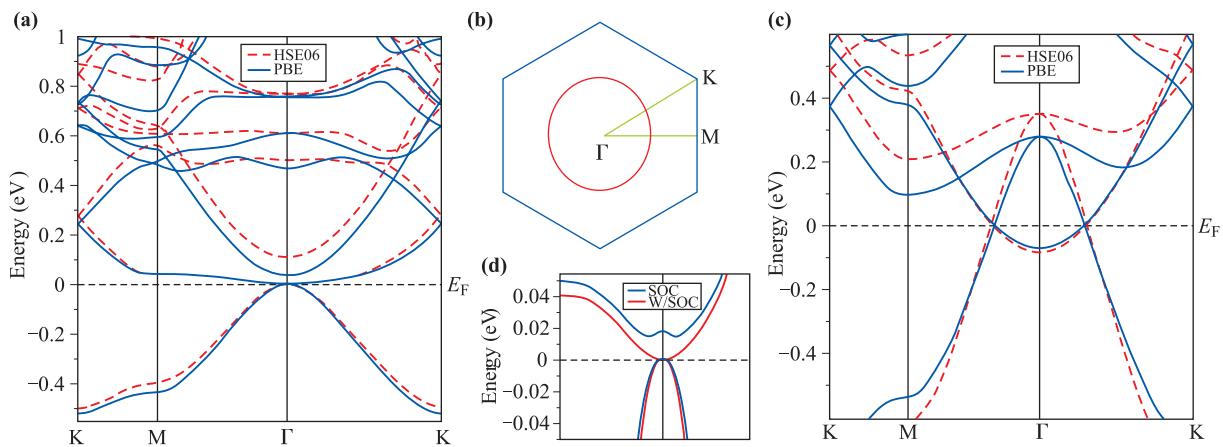 (a)
1
0.8
0.6
0.4
0.2
0
−0.2
−0.4
Energy (eV)
HSE06
PBE
E_F
K M Γ K
(b)
K
M
Γ
(d)
0.04
0.02
0
−0.02
−0.04
Energy (eV)
SOC
W/SOC
(c)
0.4
0.2
0
−0.2
−0.4
Energy (eV)
HSE06
PBE
E_F
K M Γ K